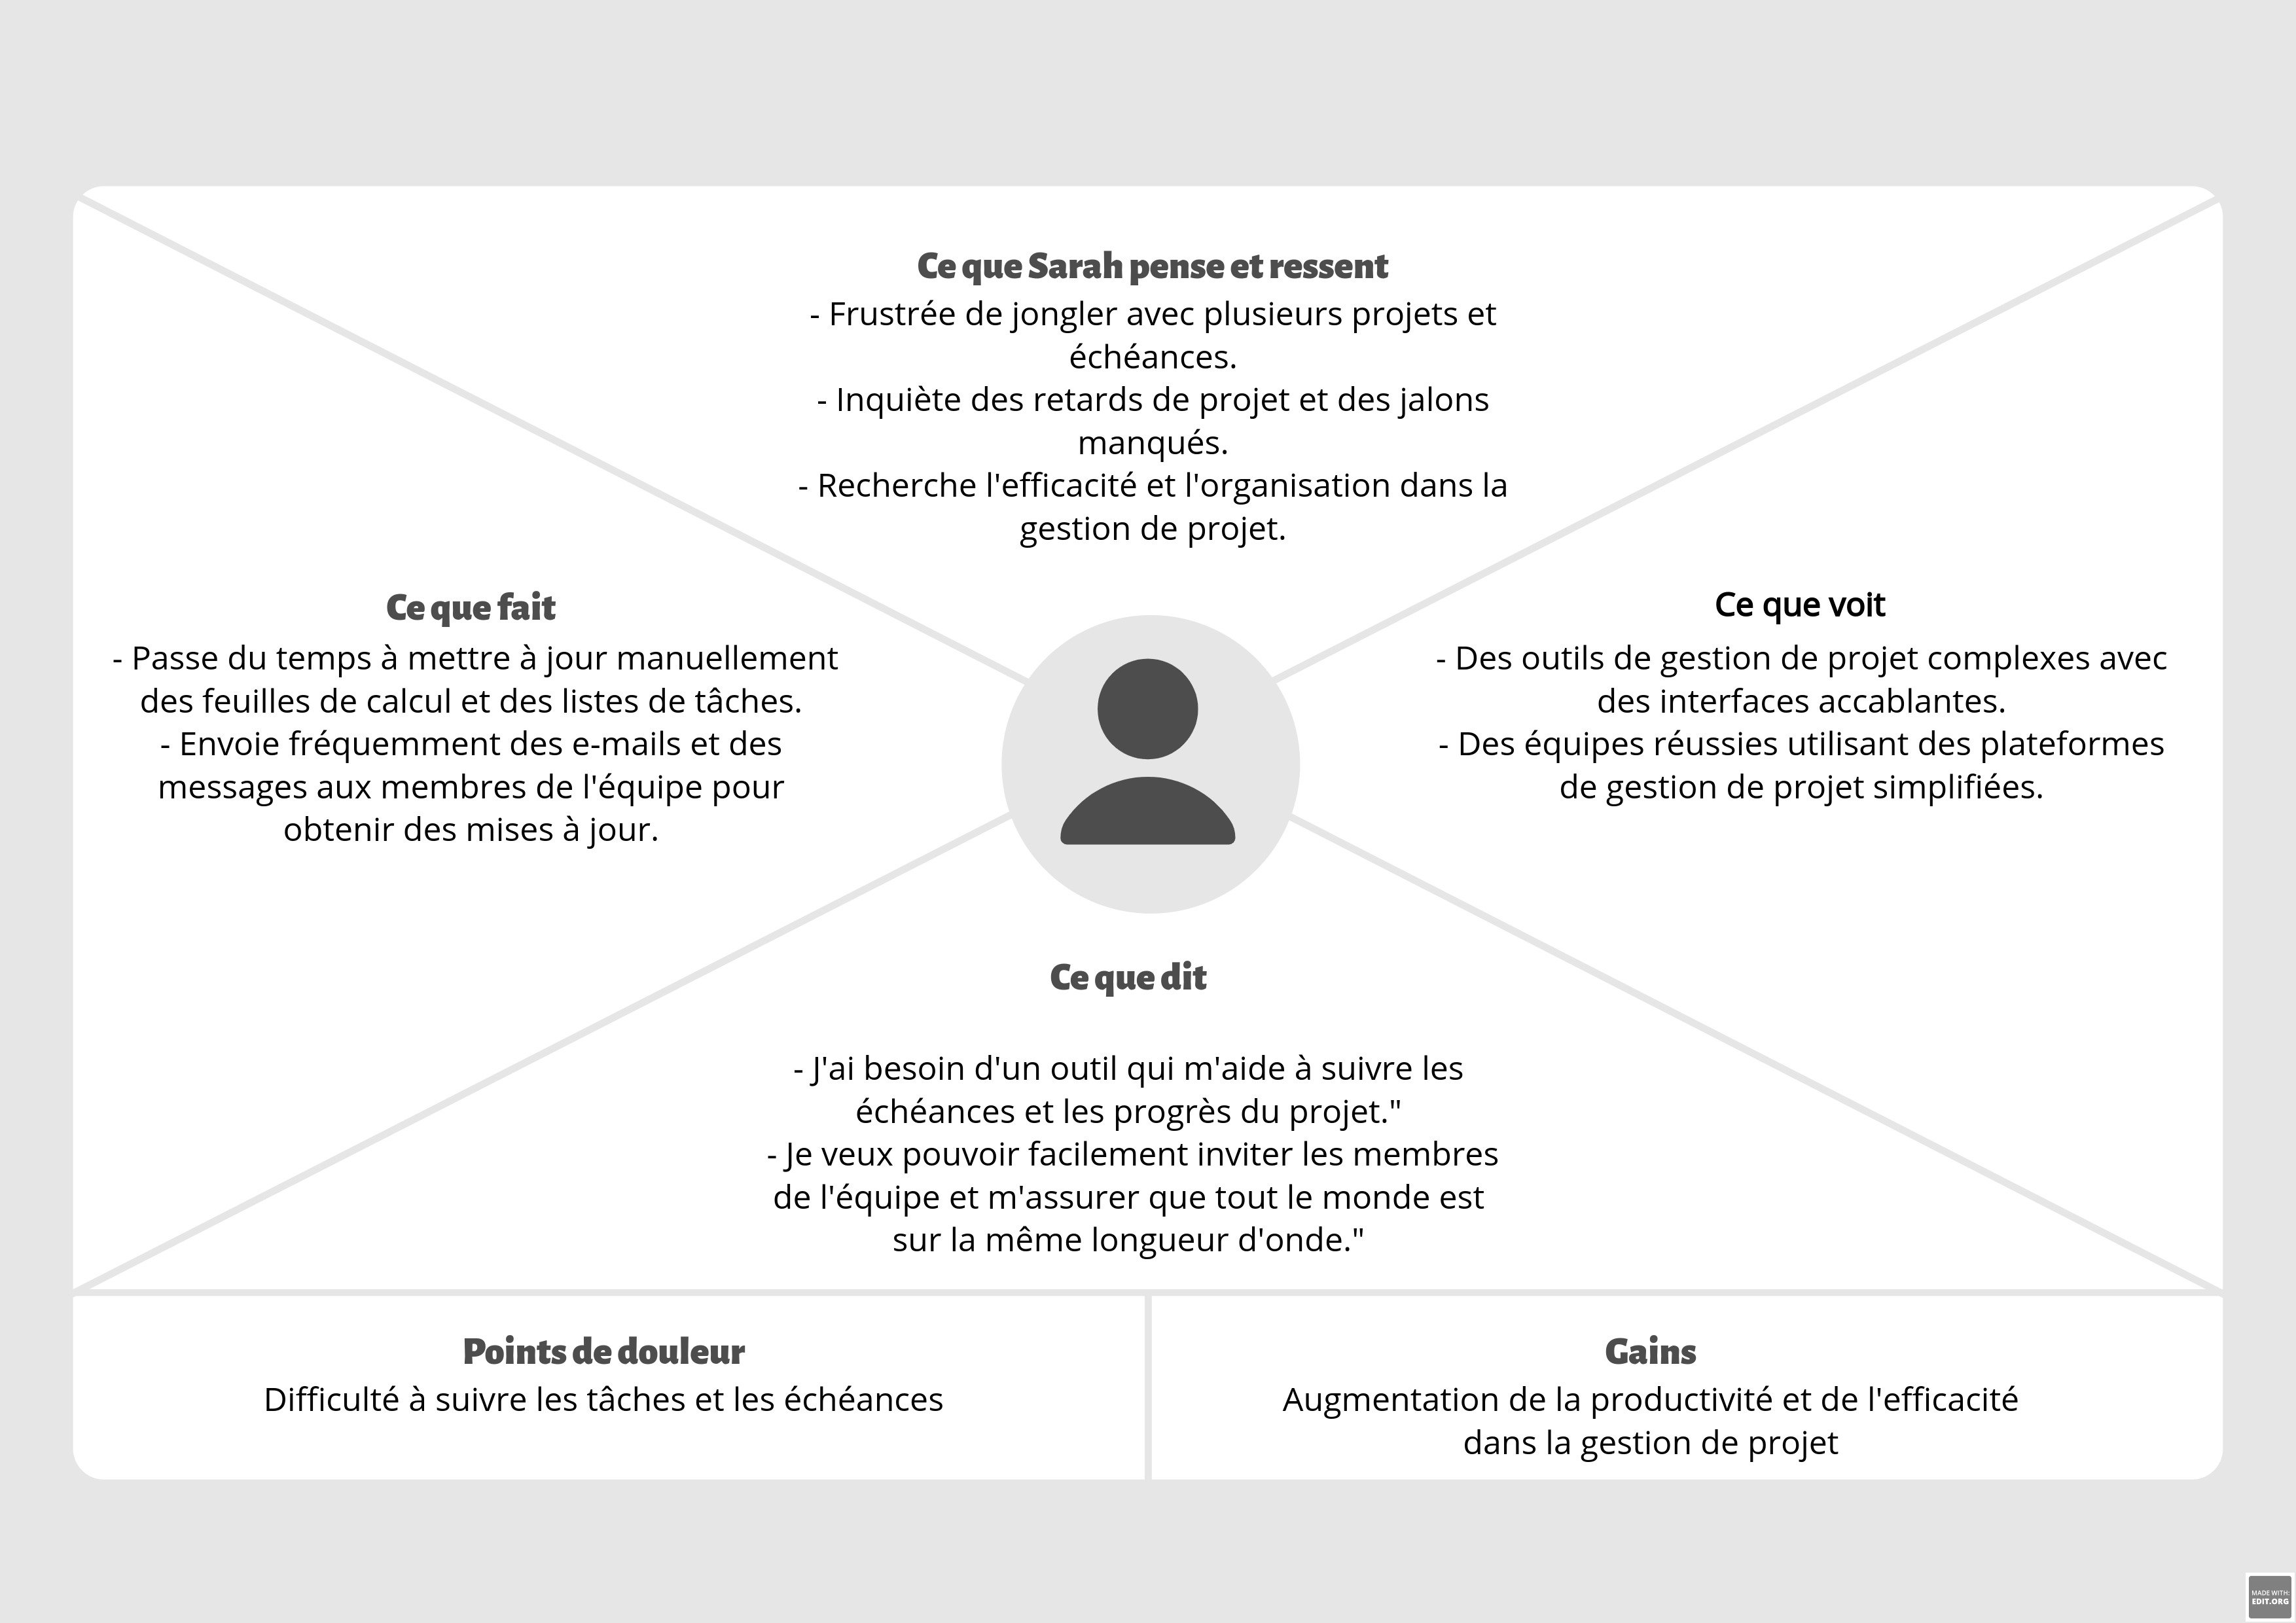 Ce que Sarah pense et ressent
- Frustrée de jongler avec plusieurs projets et
échéances.
- Inquiète des retards de projet et des jalons
manqués.
- Recherche l'efficacité et l'organisation dans la
gestion de projet.
Ce que fait
- Passe du temps à mettre à jour manuellement
des feuilles de calcul et des listes de tâches.
- Envoie fréquemment des e-mails et des
messages aux membres de l'équipe pour
obtenir des mises à jour.
Ce que voit
- Des outils de gestion de projet complexes avec
des interfaces accablantes.
- Des équipes réussies utilisant des plateformes
de gestion de projet simplifiées.
Ce que dit
- J'ai besoin d'un outil qui m'aide à suivre les
échéances et les progrès du projet."
- Je veux pouvoir facilement inviter les membres
de l'équipe et m'assurer que tout le monde est
sur la même longueur d'onde."
Points de douleur
Difficulté à suivre les tâches et les échéances
Gains
Augmentation de la productivité et de l'efficacité
dans la gestion de projet
MADE WITH:
EDIT.ORG